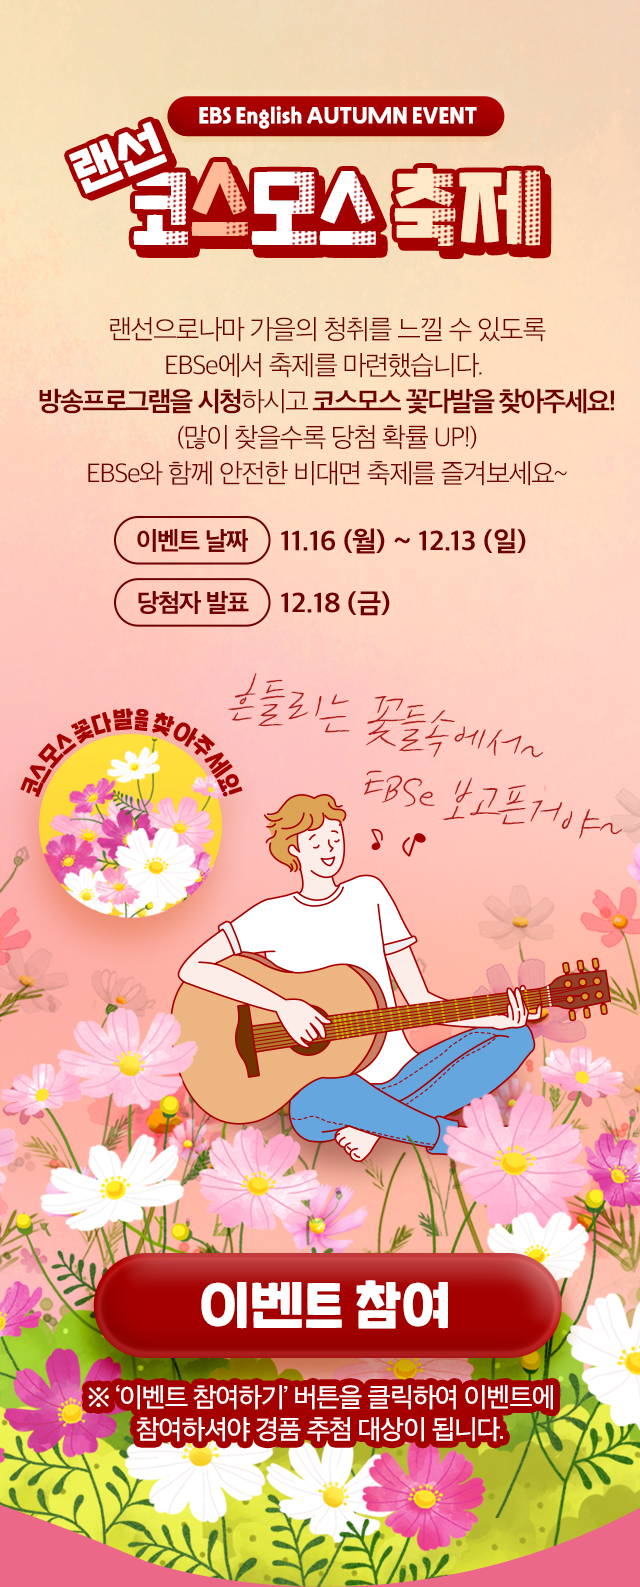 EBS English AUTUMN EVENT
랜선
코스모스 축제
랜선으로나마 가을의 청취를 느낄 수 있도록
EBSe에서 축제를 마련했습니다.
방송프로그램을 시청하시고 코스모스 꽃다발을 찾아주세요!
(많이 찾을수록 당첨 확률 UP!)
EBSe와 함께 안전한 비대면 축제를 즐겨보세요~
이벤트 날짜 11.16 (월) ~ 12.13 (일)
당첨자 발표 12.18 (금)
흔들리는 꽃들속에서~
EBSe 보고픈거야~
코스모스 꽃다발을 찾아주세요!
이벤트 참여
※ ‘이벤트 참여하기’ 버튼을 클릭하여 이벤트에
참여하셔야 경품 추첨 대상이 됩니다.